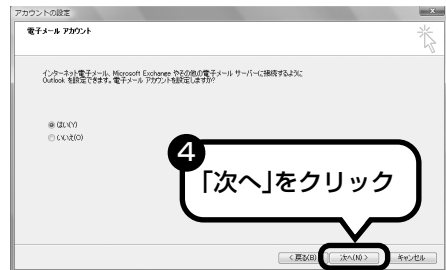 アカウントの設定
電子メール アカウント
インターネット電子メール、Microsoft Exchange やその他の電子メール サーバーに接続するように
Outlook を設定できます。電子メール アカウントを設定しますか?
はい(Y)
いいえ(O)
4
「次へ」をクリック
< 戻る(B)
次へ(N) >
キャンセル